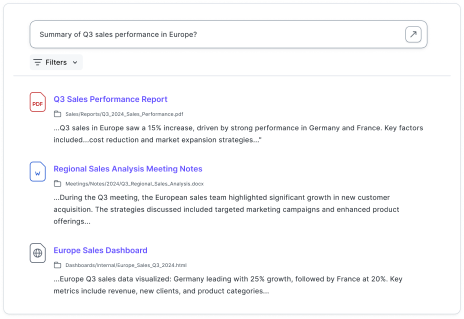 Summary of Q3 sales performance in Europe?
Filters
PDF
Q3 Sales Performance Report
Sales/Reports/Q3_2024_Sales_Performance.pdf
...Q3 sales in Europe saw a 15% increase, driven by strong performance in Germany and France. Key factors
included...cost reduction and market expansion strategies..."
W
Regional Sales Analysis Meeting Notes
Meetings/Notes/2024/Q3_Regional_Sales_Analysis.docx
...During the Q3 meeting, the European sales team highlighted significant growth in new customer
acquisition. The strategies discussed included targeted marketing campaigns and enhanced product
offerings...
Europe Sales Dashboard
Dashboards/Internal/Europe_Sales_Q3_2024.html
...Europe Q3 sales data visualized: Germany leading with 25% growth, followed by France at 20%. Key
metrics include revenue, new clients, and product categories...